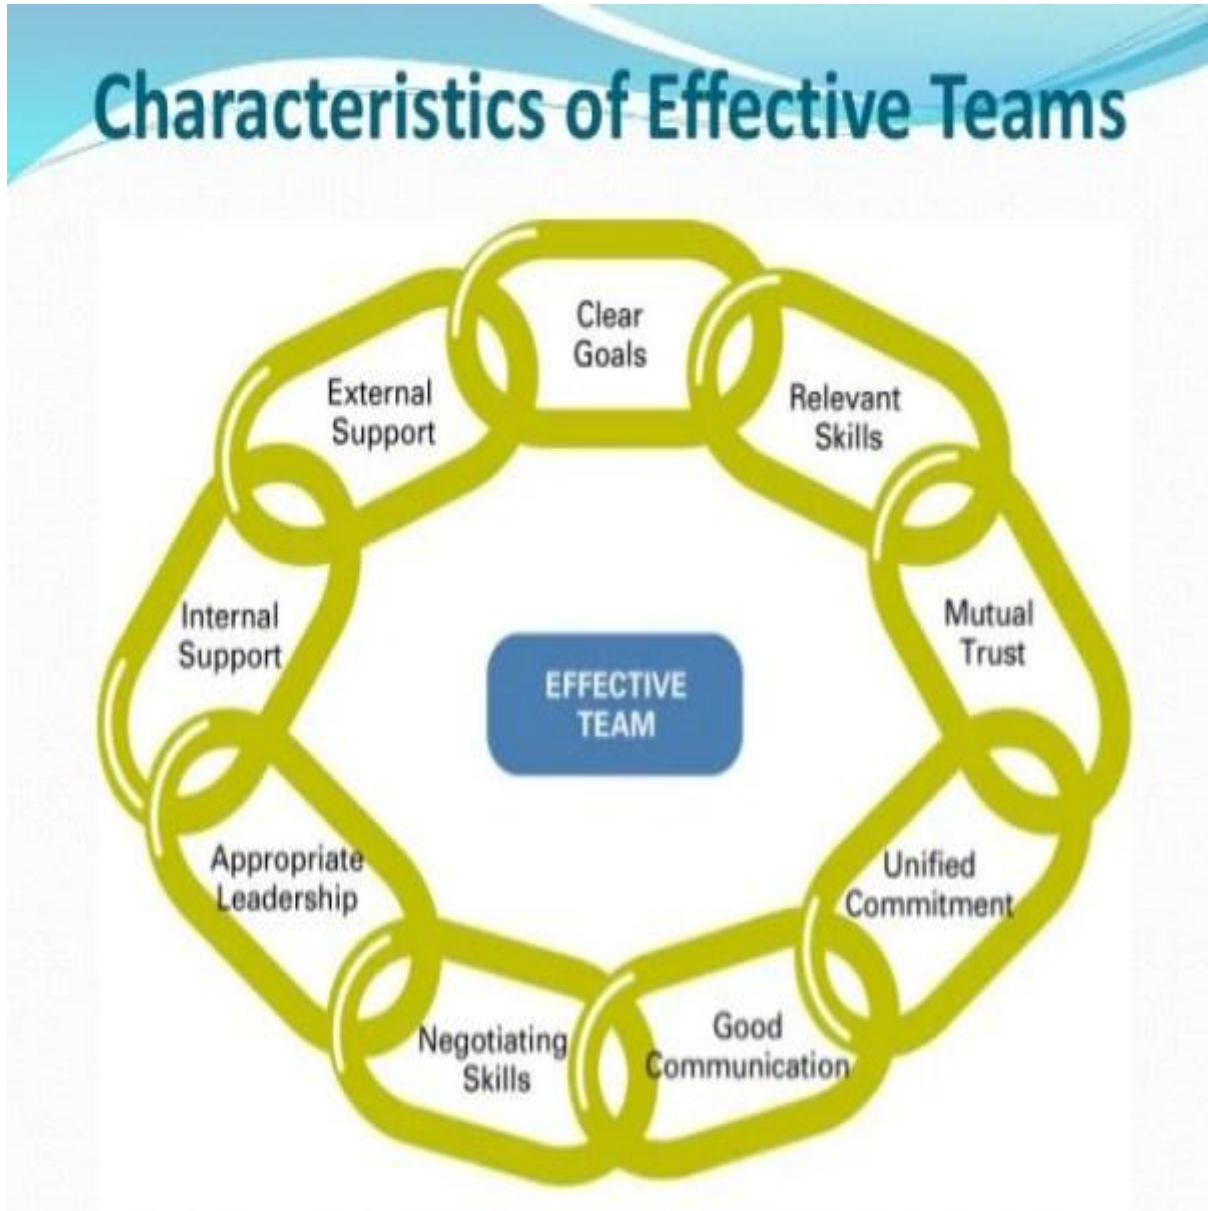 Characteristics of Effective Teams
Clear
Goals
Relevant
Skills
Mutual
Trust
Unified
Commitment
Good
Communication
Negotiating
Skills
Appropriate
Leadership
Internal
Support
External
Support
EFFECTIVE
TEAM